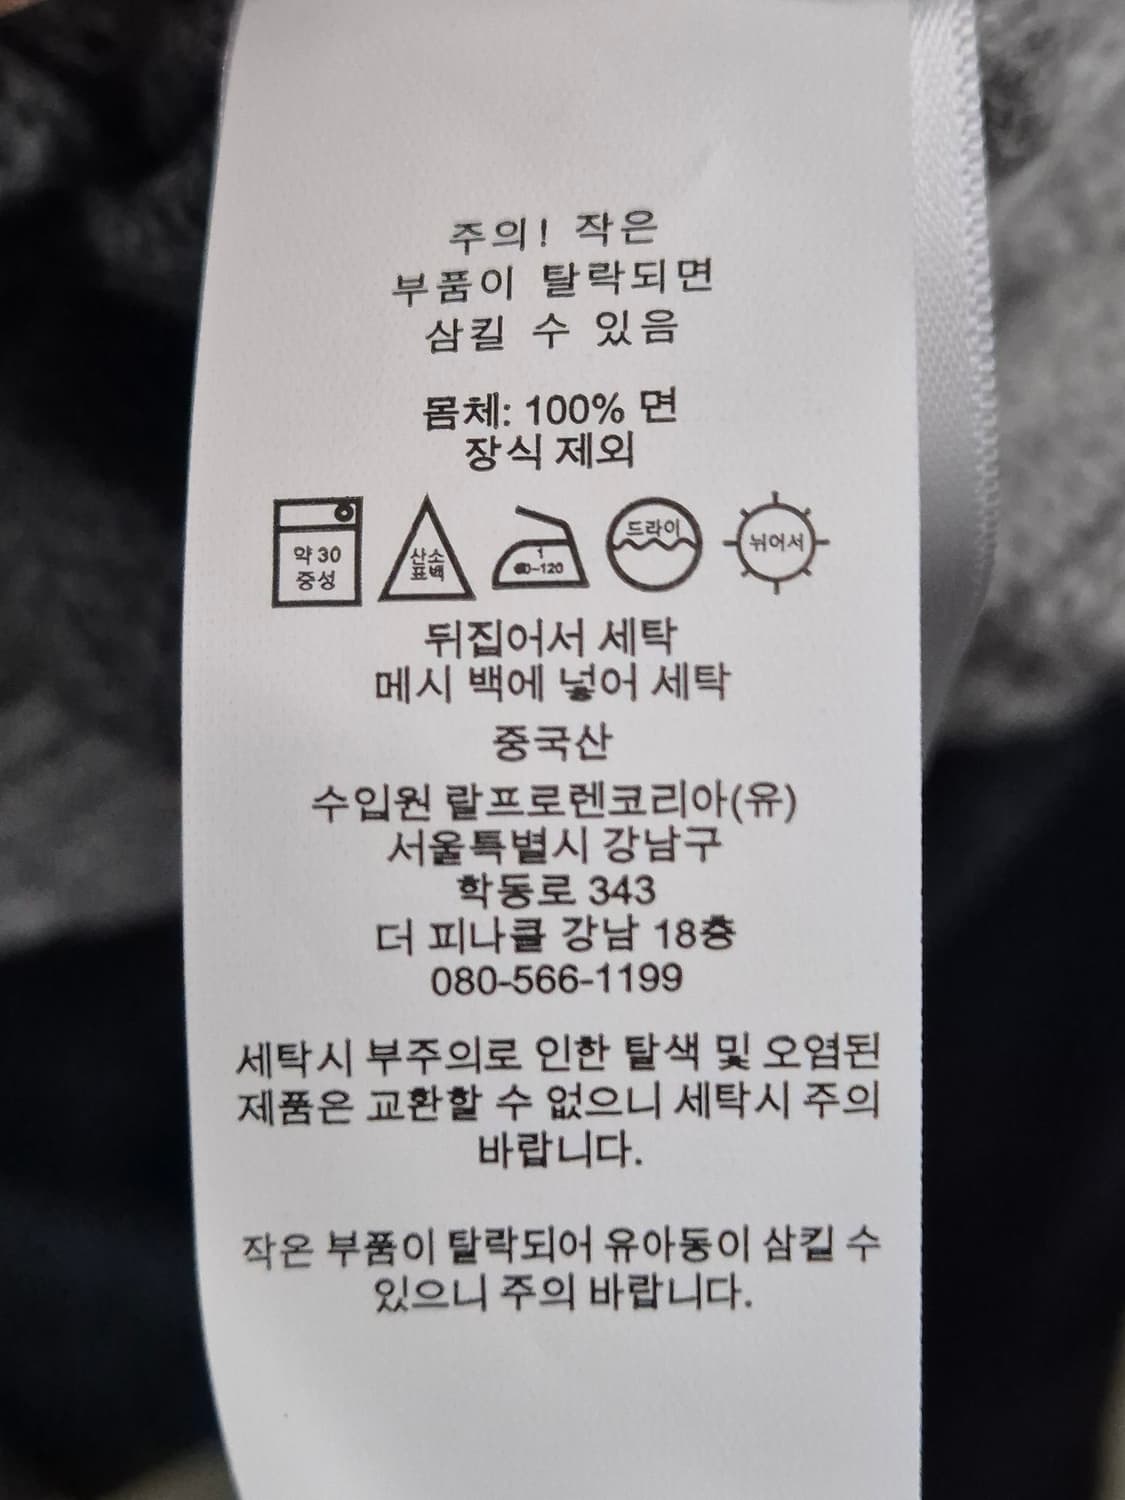 주의! 작은
부품이 탈락되면
삼킬 수 있음
몸체: 100% 면
장식 제외
약 30
중성
산소
표백
1
80~120
드라이
뉘어서
뒤집어서 세탁
메시 백에 넣어 세탁
중국산
수입원 랄프로렌코리아(유)
서울특별시 강남구
학동로 343
더 피나클 강남 18층
080-566-1199
세탁시 부주의로 인한 탈색 및 오염된
제품은 교환할 수 없으니 세탁시 주의
바랍니다.
작온 부품이 탈락되어 유아동이 삼킬 수
있으니 주의 바랍니다.